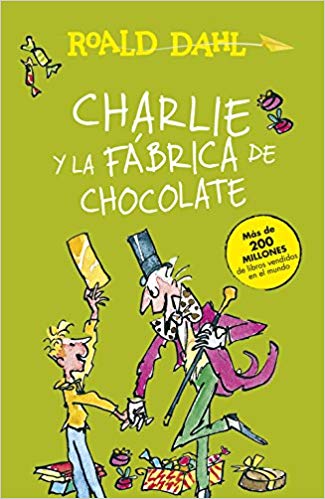 ROALD DAHL
CHARLIE
Y LA FÁBRICA DE
CHOCOLATE
Más de
200
MILLONES
de libros vendidos
en el mundo